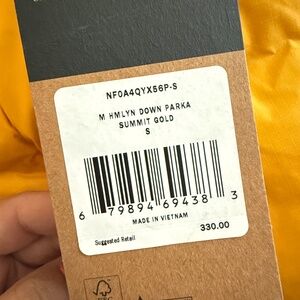 NF0A4QYX56P-S
M HMLYN DOWN PARKA
SUMMIT GOLD
S
6 79894 69438 3
MADE IN VIETNAM
Suggested Retail 330.00